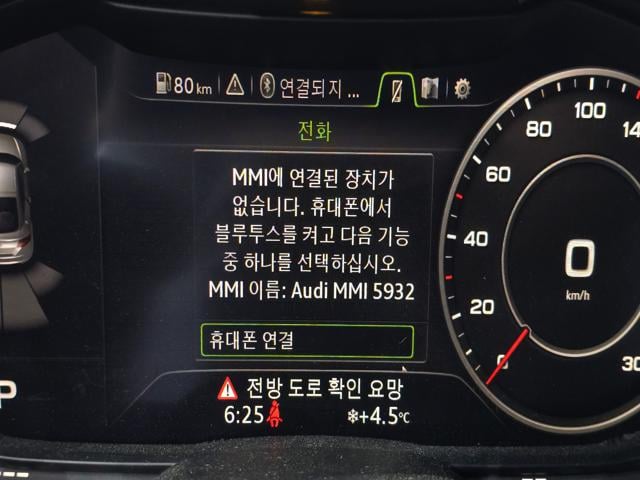 80 km 연결되지 ...
전화
MMI에 연결된 장치가
없습니다. 휴대폰에서
블루투스를 켜고 다음 기능
중 하나를 선택하십시오.
MMI 이름: Audi MMI 5932
휴대폰 연결
전방 도로 확인 요망
6:25 +4.5°C
P
0
20
40
60
80
100
0
km/h